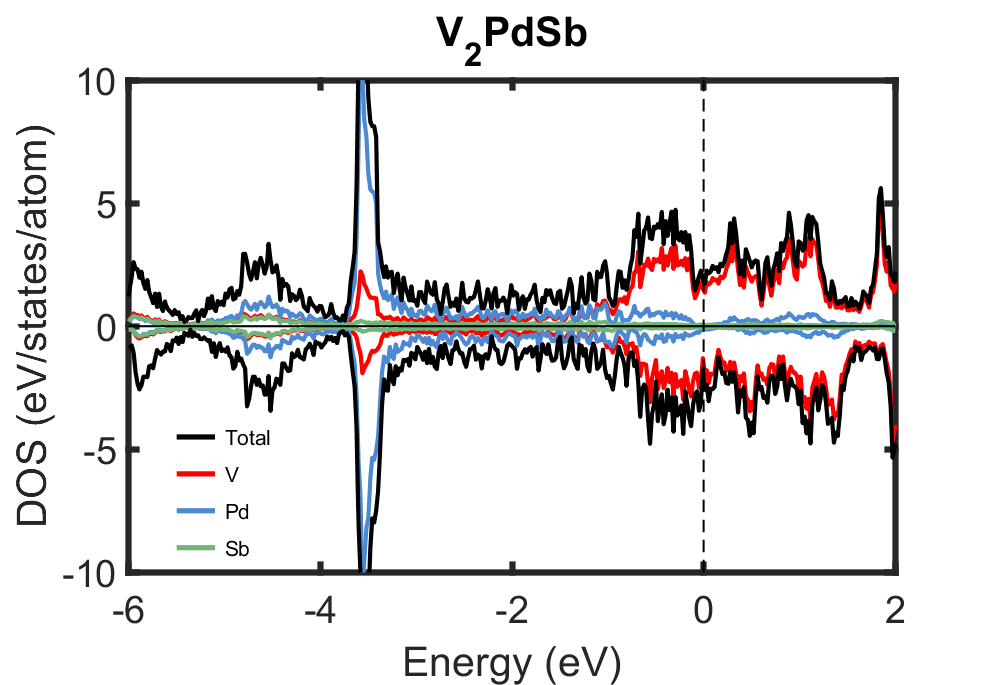 V₂PdSb
10
5
0
-5
-10
DOS (eV/states/atom)
Total
V
Pd
Sb
-6 -4 -2 0 2
Energy (eV)